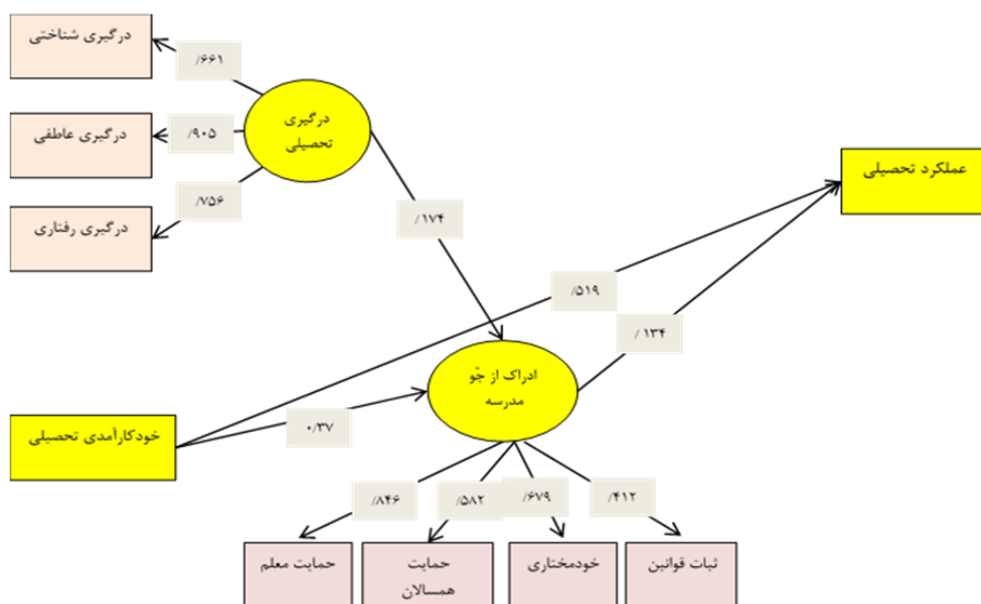 درگیری شناختی
/۶۶۱
درگیری
تحصیلی
درگیری عاطفی
/۹۰۵
عملکرد تحصیلی
/۷۵۶
درگیری رفتاری
/۱۷۴
/۵۱۹
/۱۳۴
ادراک از جّو
مدرسه
خودکارآمدی تحصیلی
۰/۳۷
/۸۴۶
/۵۸۲
/۶۷۹
/۴۱۲
حمایت معلم
حمایت
همسالان
خودمختاری
ثبات قوانین